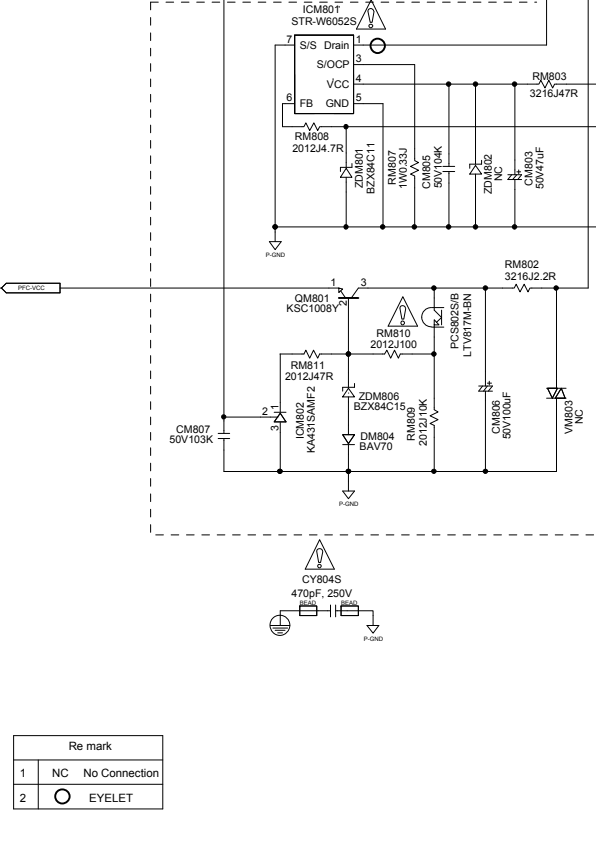 ICM801
STR-W6052S
7 S/S Drain 1
S/OCP 3
VCC 4
6 FB GND 5
RM803
3216J47R
RM808
2012J4.7R
ZDM801
BZX84C11
RM807
1W0.33J
CM805
50V104K
ZDM802
NC
CM803
50V47uF
P-GND
RM802
3216J2.2R
PFC-VCC
1 3
QM801
KSC1008Y
2
PCS802S/B
LTV817M-BN
RM810
2012J100
RM811
2012J47R
ZDM806
BZX84C15
RM809
2012J10K
CM806
50V100uF
VM803
NC
2 1
3
ICM802
KA431SAMF2
CM807
50V103K
DM804
BAV70
P-GND
CY804S
470pF, 250V
BEAD BEAD
P-GND
Re mark
1 NC No Connection
2 EYELET